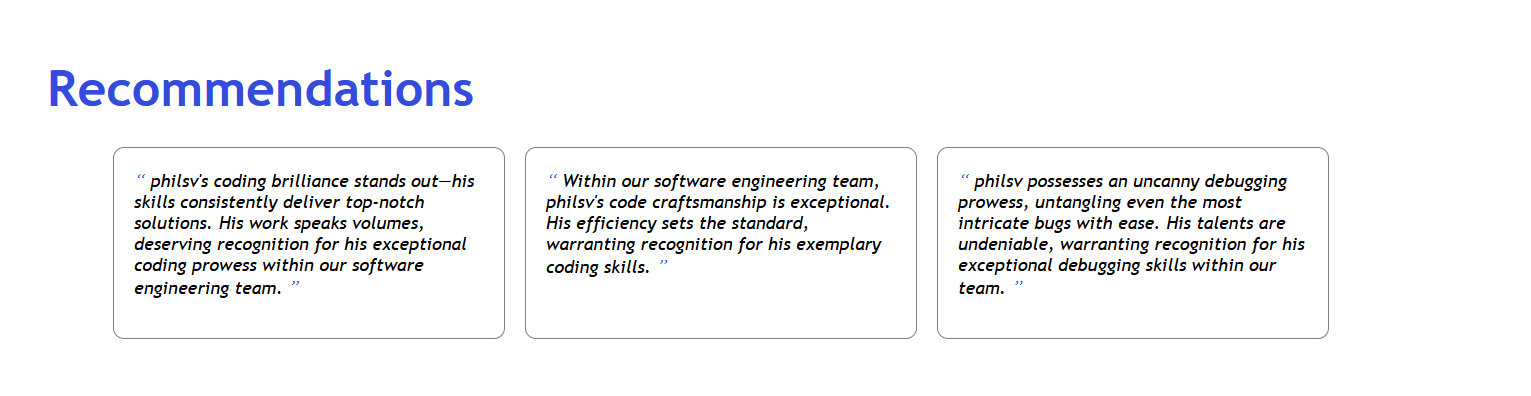 Recommendations
“ philsv's coding brilliance stands out—his
skills consistently deliver top-notch
solutions. His work speaks volumes,
deserving recognition for his exceptional
coding prowess within our software
engineering team. ”
“ Within our software engineering team,
philsv's code craftsmanship is exceptional.
His efficiency sets the standard,
warranting recognition for his exemplary
coding skills. ”
“ philsv possesses an uncanny debugging
prowess, untangling even the most
intricate bugs with ease. His talents are
undeniable, warranting recognition for his
exceptional debugging skills within our
team. ”